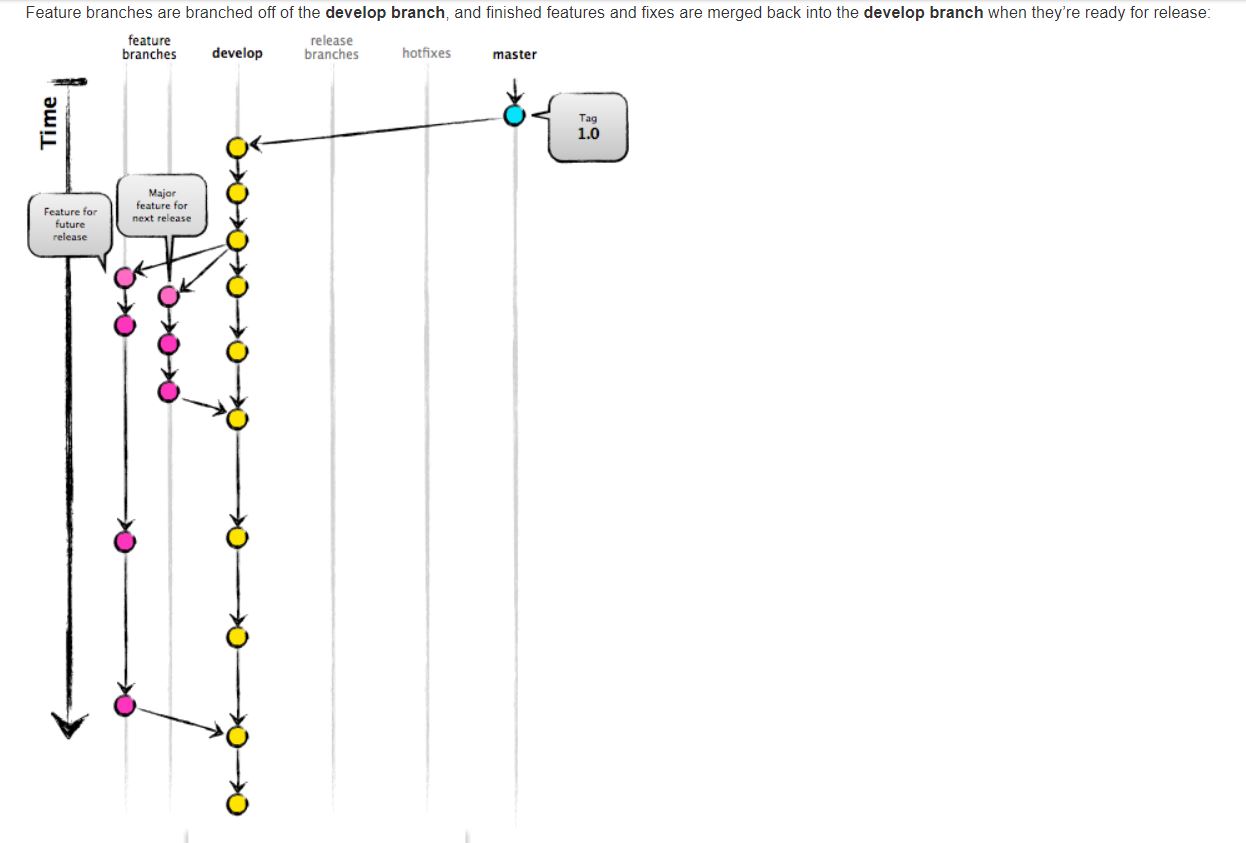 Feature branches are branched off of the develop branch, and finished features and fixes are merged back into the develop branch when they're ready for release:
feature
branches
develop
release
branches
hotfixes
master
Time
Tag
1.0
Major
feature for
next release
Feature for
future
release